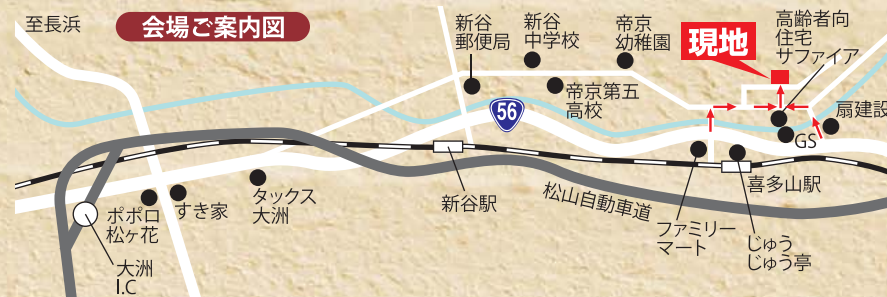 会場ご案内図
至長浜
新谷
郵便局
新谷
中学校
帝京
幼稚園
高齢者向
住宅
サファイア
現地
帝京第五
高校
56
扇建設
GS
ポポロ
松ヶ花
すき家
タックス
大洲
新谷駅
松山自動車道
喜多山駅
ファミリー
マート
じゅう
じゅう亭
大洲
I.C